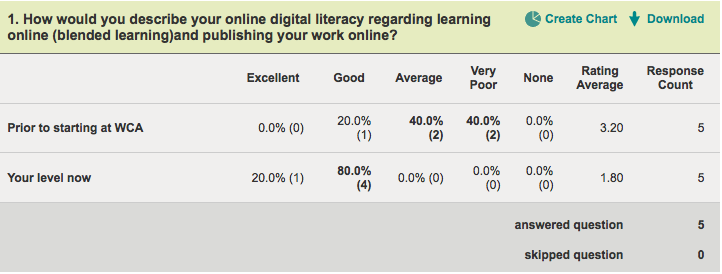 1. How would you describe your online digital literacy regarding learning Create Chart Download
online (blended learning)and publishing your work online?
Excellent Good Average Very Poor None Rating Average Response Count
Prior to starting at WCA 0.0% (0) 20.0% (1) 40.0% (2) 40.0% (2) 0.0% (0) 3.20 5
Your level now 20.0% (1) 80.0% (4) 0.0% (0) 0.0% (0) 0.0% (0) 1.80 5
answered question 5
skipped question 0